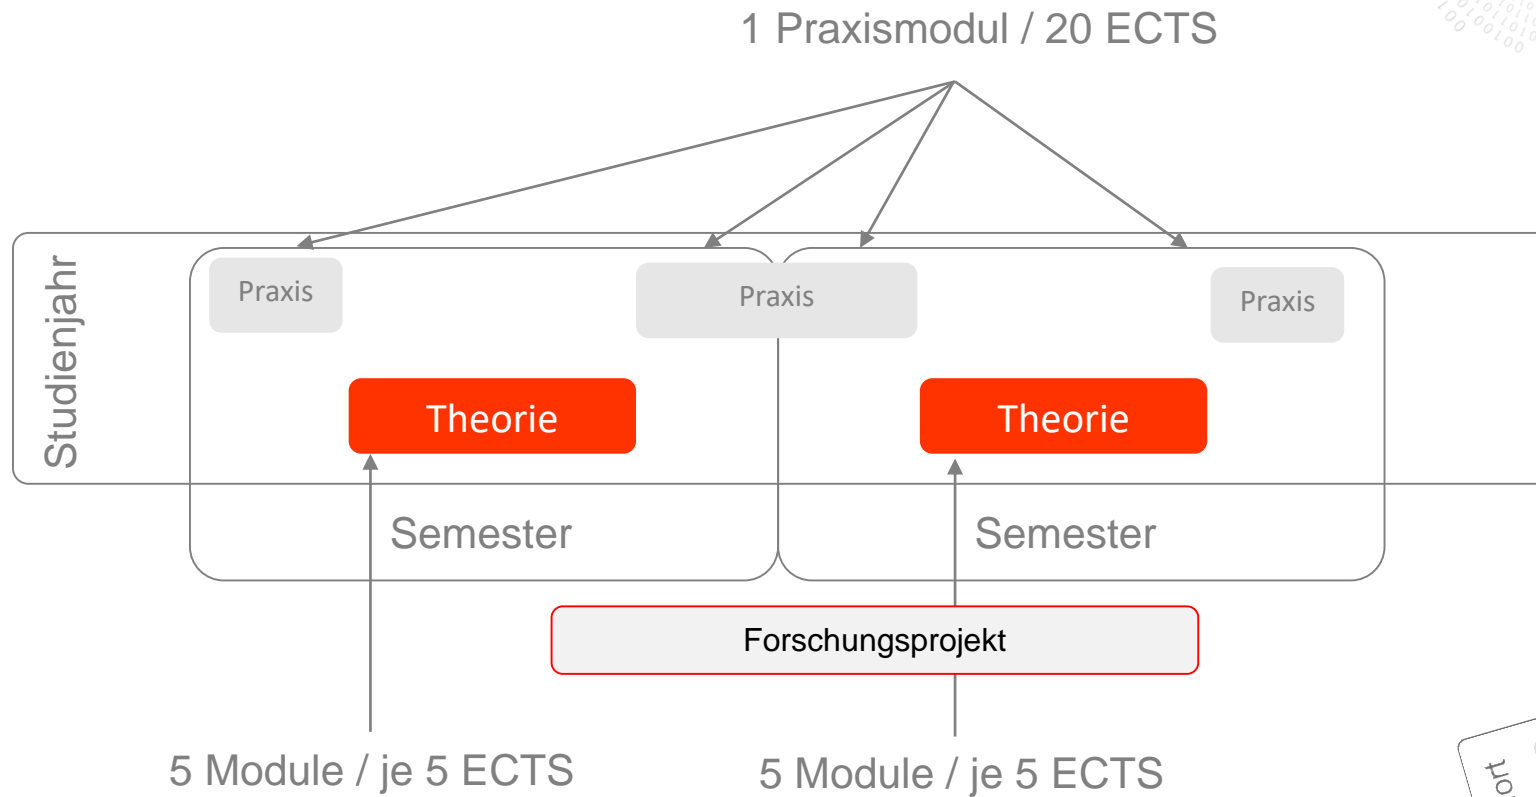 1 Praxismodul / 20 ECTS
Studienjahr
Praxis
Praxis
Praxis
Theorie
Theorie
Semester
Semester
Forschungsprojekt
5 Module / je 5 ECTS
5 Module / je 5 ECTS